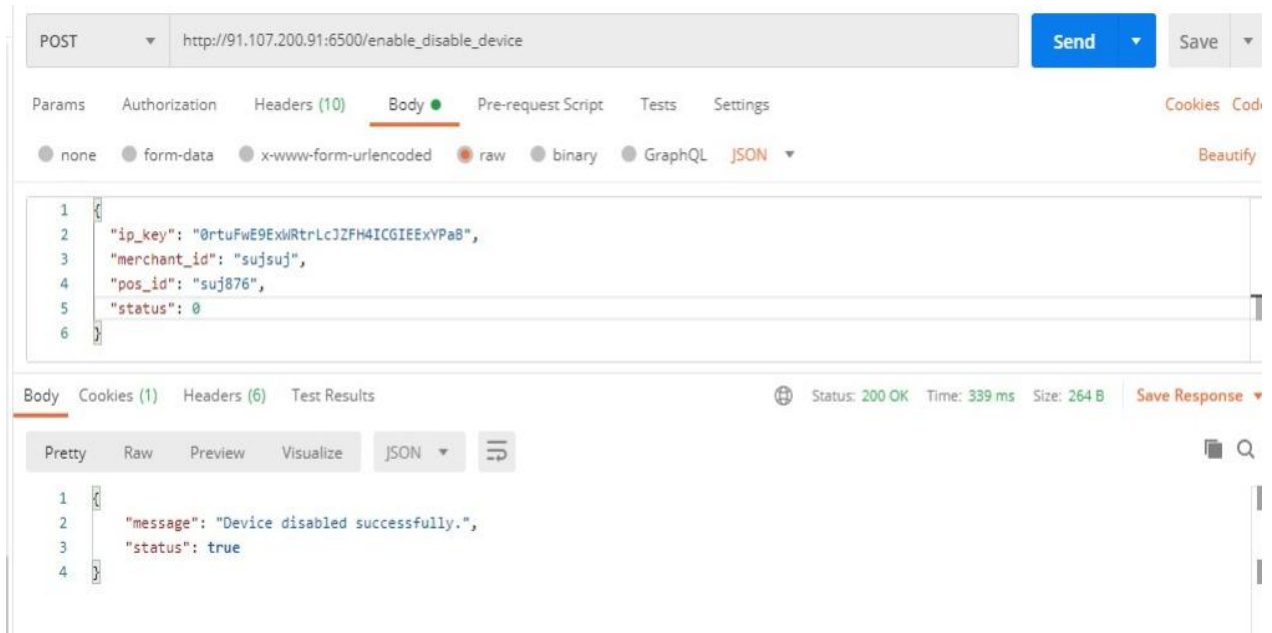 POST http://91.107.200.91:6500/enable_disable_device Send Save
Params Authorization Headers (10) Body Pre-request Script Tests Settings Cookies Code
none form-data x-www-form-urlencoded raw binary GraphQL JSON Beautify
1 {
2 "ip_key": "0rtuFwE9ExWRtrLcJZFH4ICGIEExYPaB",
3 "merchant_id": "sujsuj",
4 "pos_id": "suj876",
5 "status": 0
6 }
Body Cookies (1) Headers (6) Test Results Status: 200 OK Time: 339 ms Size: 264 B Save Response
Pretty Raw Preview Visualize JSON
1 {
2 "message": "Device disabled successfully.",
3 "status": true
4 }